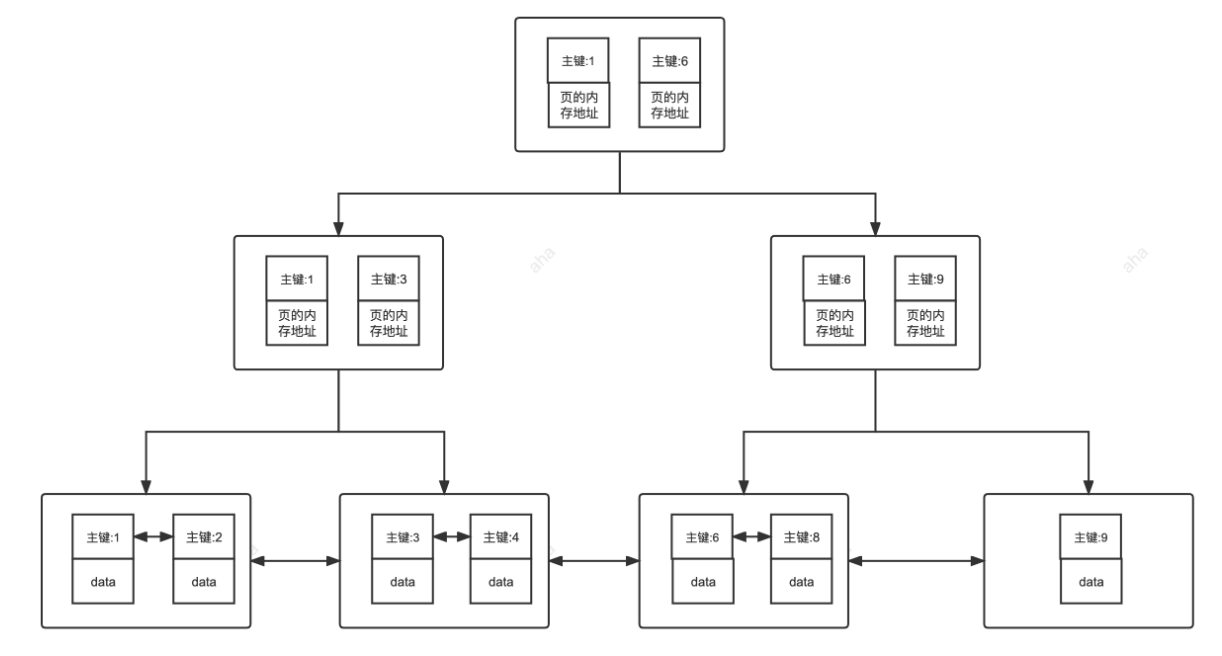 主键:1 主键:6
页的内 页的内
存地址 存地址
aha aha
主键:1 主键:3 主键:6 主键:9
页的内 页的内 页的内 页的内
存地址 存地址 存地址 存地址
主键:1 主键:2 主键:3 主键:4 主键:6 主键:8 主键:9
data data data data data data data